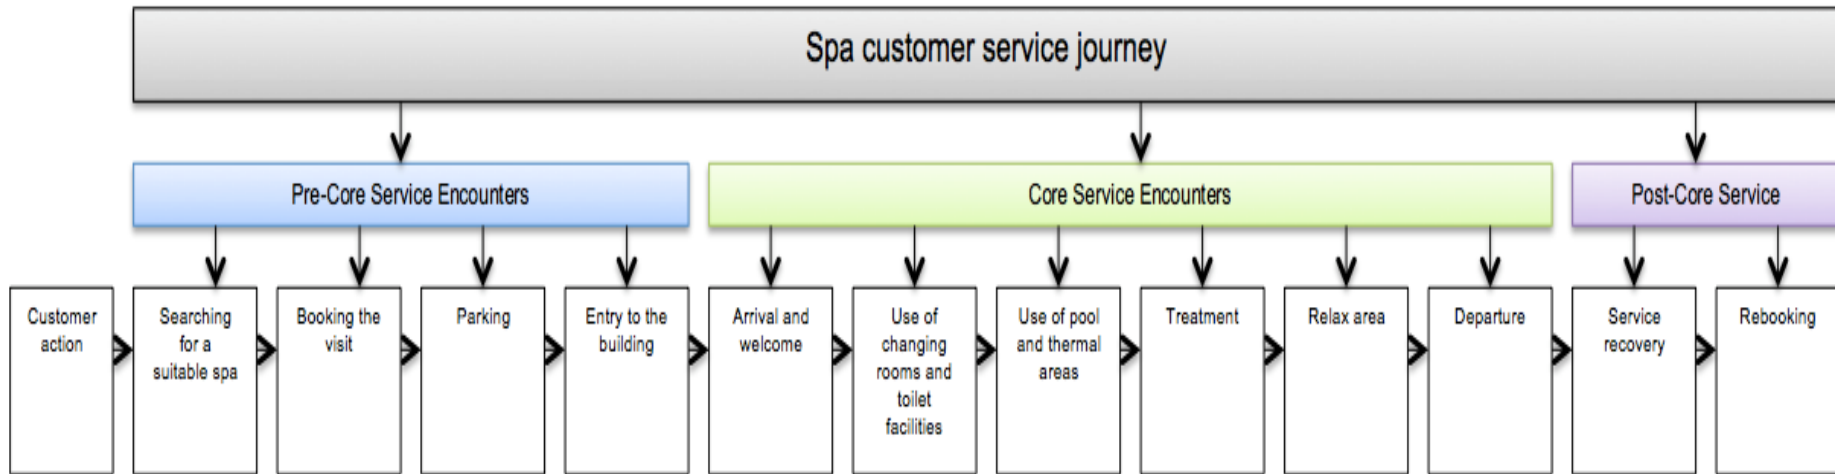 Spa customer service journey
Pre-Core Service Encounters
Core Service Encounters
Post-Core Service
Customer
action
Searching
for a
suitable spa
Booking the
visit
Parking
Entry to the
building
Arrival and
welcome
Use of
changing
rooms and
toilet
facilities
Use of pool
and thermal
areas
Treatment
Relax area
Departure
Service
recovery
Rebooking